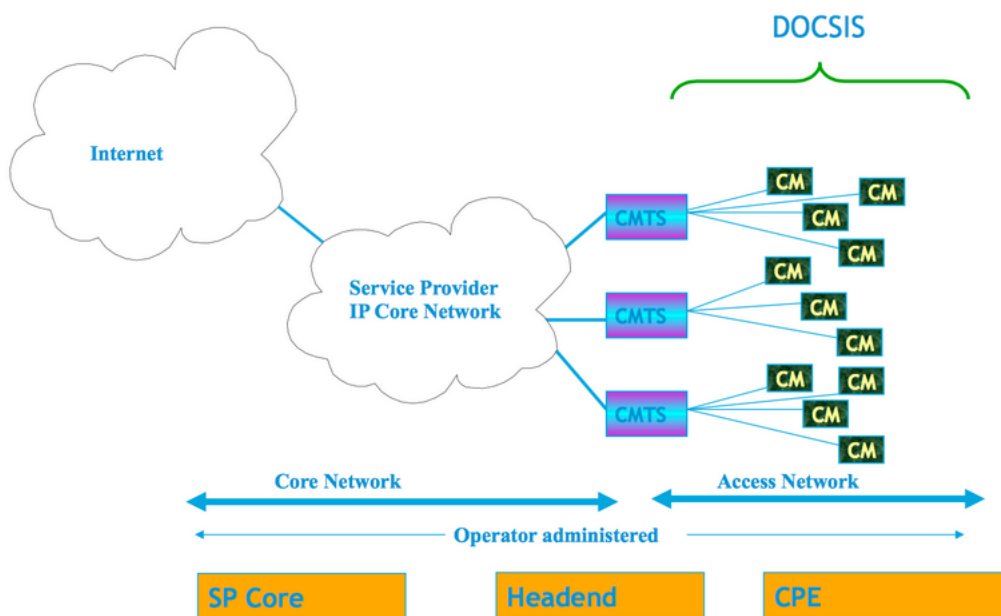 DOCSIS
Internet
Service Provider
IP Core Network
CMTS
CM
CM
CM
CM
CMTS
CM
CM
CM
CMTS
CM
CM
CM
CM
Core Network
Access Network
Operator administered
SP Core
Headend
CPE